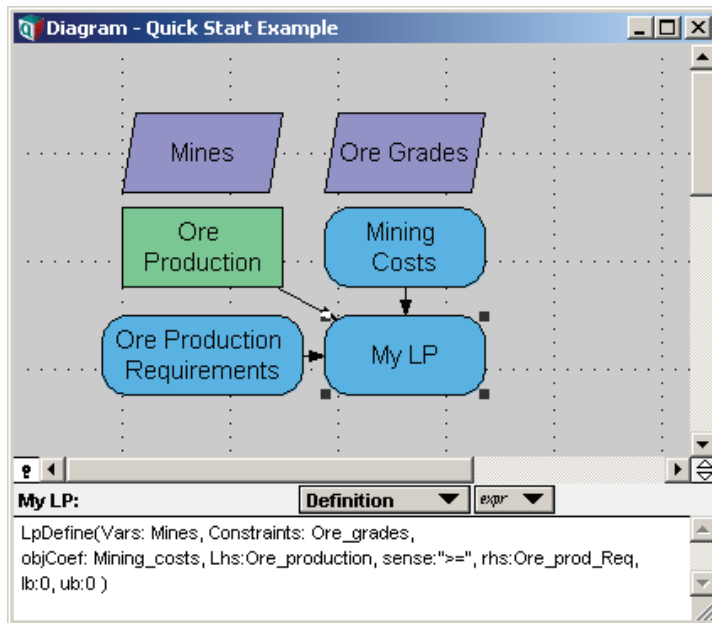 Diagram - Quick Start Example
Mines
Ore Grades
Ore
Production
Mining
Costs
Ore Production
Requirements
My LP
My LP:
Definition
expr
LpDefine(Vars: Mines, Constraints: Ore_grades,
objCoef: Mining_costs, Lhs:Ore_production, sense:">=", rhs:Ore_prod_Req,
lb:0, ub:0 )